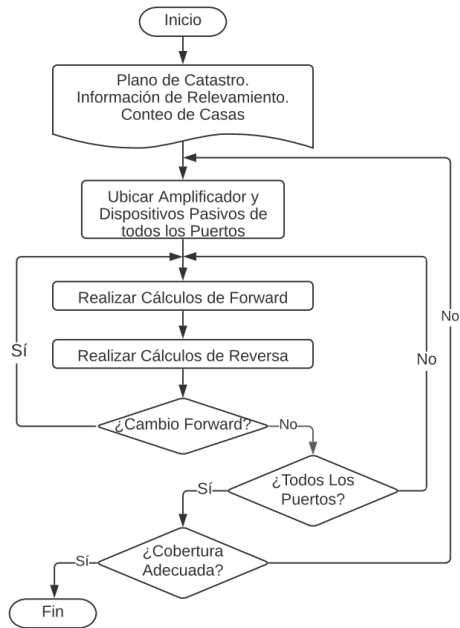 Inicio
Plano de Catastro.
Información de Relevamiento.
Conteo de Casas
Ubicar Amplificador y
Dispositivos Pasivos de
todos los Puertos
Realizar Cálculos de Forward
Realizar Cálculos de Reversa
¿Cambio Forward?
Sí
No
¿Todos Los
Puertos?
No
Sí
¿Cobertura
Adecuada?
No
Sí
Fin